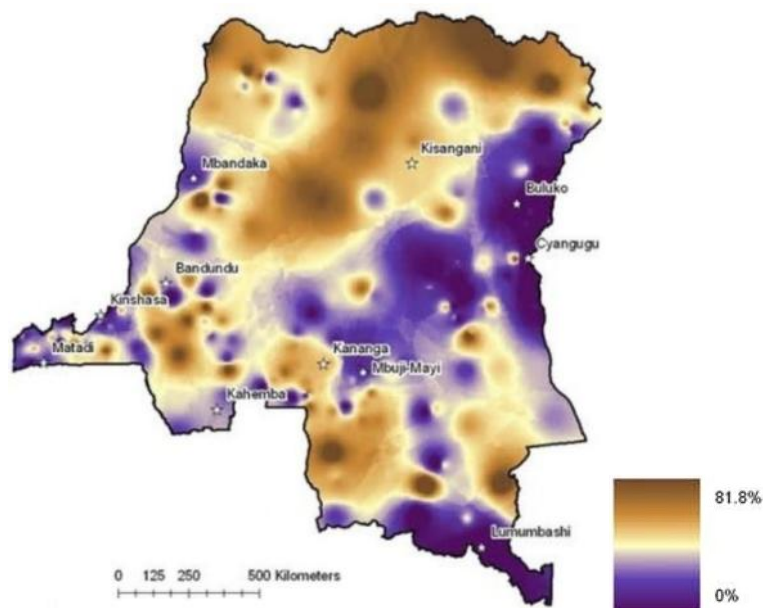 Kisangani
Mbandaka
Buluko
Cyangugu
Bandundu
Kinshasa
Matadi
Kananga
Mbuji-Mayi
Kahemba
81.8%
Lumumbashi
0 125 250 500 Kilometers
0%